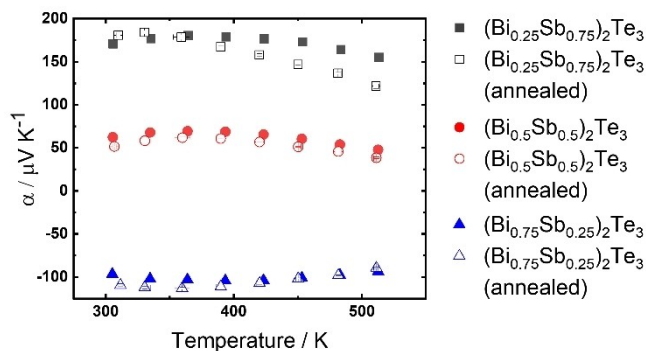 200
150
100
50
0
-50
-100
α / μV K⁻¹
300
400
500
Temperature / K
(Bi₀.₂₅Sb₀.₇₅)₂Te₃
(Bi₀.₂₅Sb₀.₇₅)₂Te₃
(annealed)
(Bi₀.₅Sb₀.₅)₂Te₃
(Bi₀.₅Sb₀.₅)₂Te₃
(annealed)
(Bi₀.₇₅Sb₀.₂₅)₂Te₃
(Bi₀.₇₅Sb₀.₂₅)₂Te₃
(annealed)